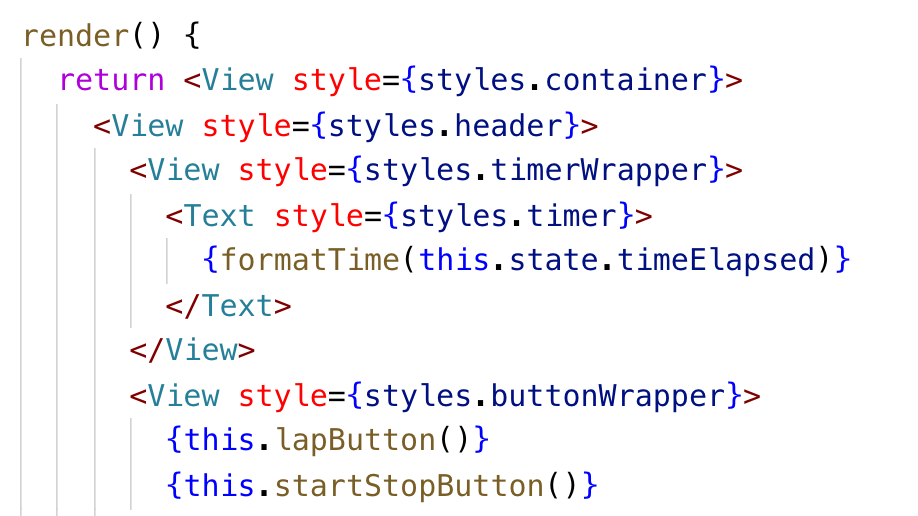 render() {
  return <View style={styles.container}>
    <View style={styles.header}>
      <View style={styles.timerWrapper}>
        <Text style={styles.timer}>
          {formatTime(this.state.timeElapsed)}
        </Text>
      </View>
      <View style={styles.buttonWrapper}>
        {this.lapButton()}
        {this.startStopButton()}